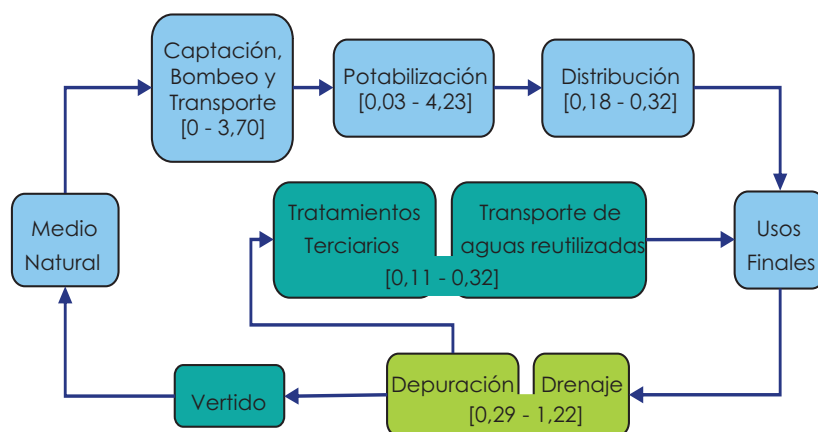 Captación,
Bombeo y
Transporte
[0 - 3,70]
Potabilización
[0,03 - 4,23]
Distribución
[0,18 - 0,32]
Medio
Natural
Tratamientos
Terciarios
Transporte de
aguas reutilizadas
[0,11 - 0,32]
Usos
Finales
Vertido
Depuración
Drenaje
[0,29 - 1,22]